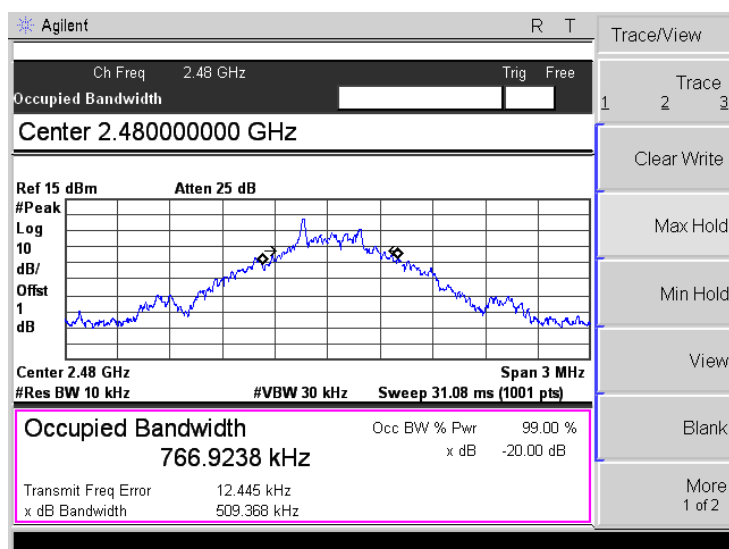 Agilent R T
Ch Freq 2.48 GHz Trig Free
Occupied Bandwidth
Center 2.480000000 GHz
Ref 15 dBm Atten 25 dB
#Peak
Log
10
dB/
Offst
1
dB
Center 2.48 GHz Span 3 MHz
#Res BW 10 kHz #VBW 30 kHz Sweep 31.08 ms (1001 pts)
Occupied Bandwidth Occ BW % Pwr 99.00 %
766.9238 kHz x dB -20.00 dB
Transmit Freq Error 12.445 kHz
x dB Bandwidth 509.368 kHz
Trace/View
Trace
1 2 3
Clear Write
Max Hold
Min Hold
View
Blank
More
1 of 2